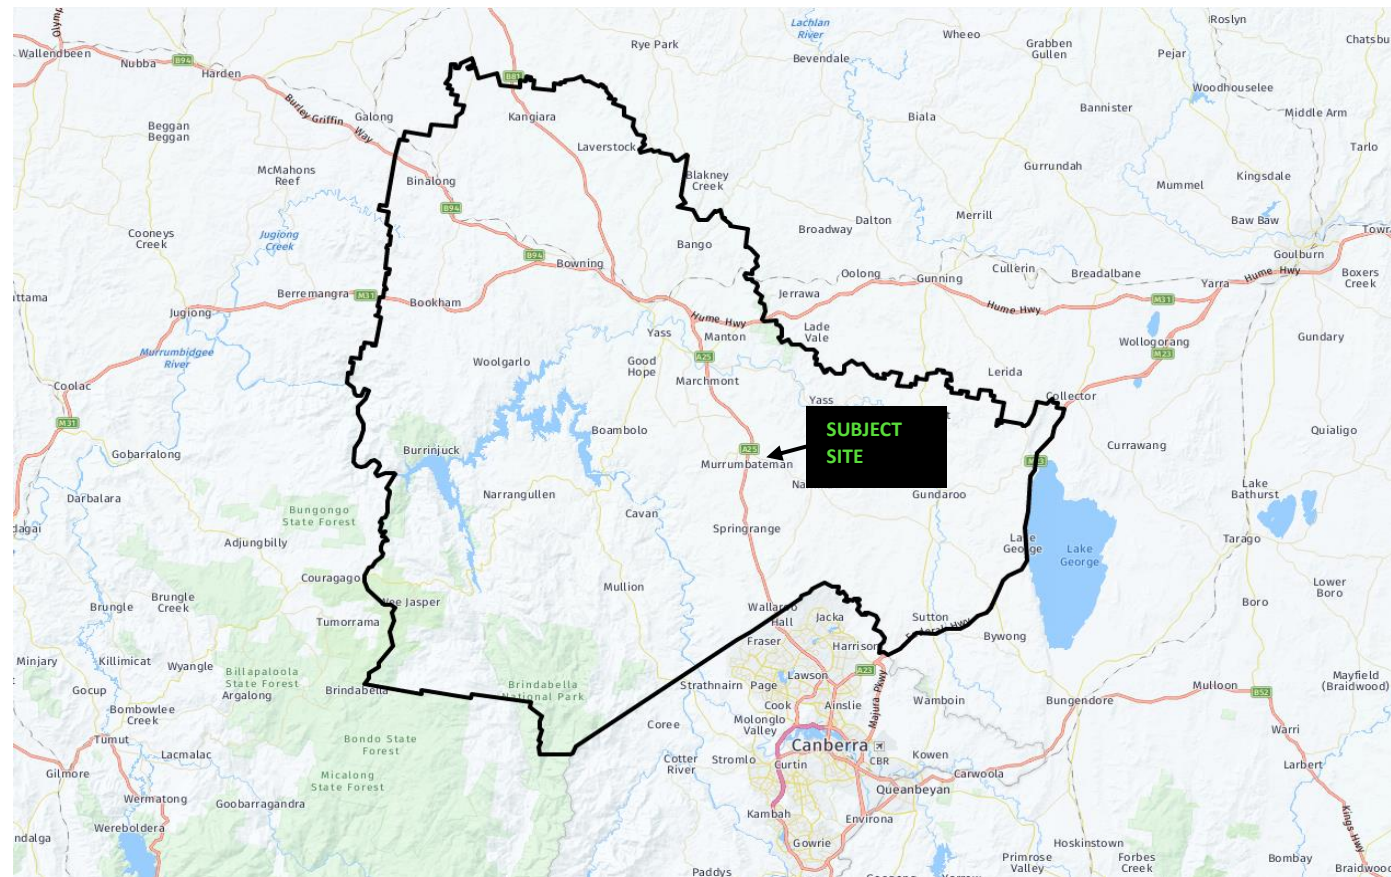 Olymp
Wallendbeen
Nubba
B94
Harden
Burley Griffin Way
Galong
Beggan
Beggan
McMahons
Reef
Cooneys
Creek
Jugiong
Creek
B81
Kangiara
Laverstock
Rye Park
Lachlan
River
Bevendale
Wheeo
Grabben
Gullen
Roslyn
Pejar
Chatsbu
Woodhouselee
Middle Arm
Bannister
Biala
Tarlo
Gurrundah
Kingsdale
Mummel
Baw Baw
Merrill
Dalton
Broadway
Blakney
Creek
Bango
Binalong
B94
B94
Bowning
Berremangra
M31
Bookham
Jugiong
Murrumbidgee
River
Coolac
M31
Gobarralong
Darbalara
Oolong
Gunning
Cullerin
Breadalbane
Goulburn
Towra
Hume Hwy
Boxers
Creek
Yarra
Jerrawa
Hume Hwy
M31
Gundary
Wollogorang
M23
Hume Hwy
Yass
Manton
Lade
Vale
A25
Good
Hope
Marchmont
Woolgarlo
Lerida
Collector
Yass
SUBJECT
SITE
Boambolo
A25
Murrumbateman
Burrinjuck
Narrangullen
Cavan
Springrange
Gundaroo
Currawang
Quialigo
Lake
Bathurst
Tarago
Lake
George
Lake
George
Bungongo
State Forest
Adjungbilly
Couragago
Wee Jasper
Mullion
Brungle
Brungle
Creek
Tumorrama
Minjary
Killimicat
Wyangle
Billapaloola
State Forest
Gocup
Argalong
Brindabella
Brindabella
National Park
Bombowlee
Creek
Tumut
Lacmalac
Bondo State
Forest
Gilmore
Micalong
State Forest
Wermatong
Goobarragandra
Wereboldera
Wallaroo
Hall
Jacka
Fraser
Harrison
Sutton
Federal Hwy
Bywong
Lower
Boro
Boro
A23
Lawson
Strathnairn
Page
Cook
Ainslie
Majura Pkwy
Wamboin
Bungendore
Mulloon
B52
Mayfield
(Braidwood)
Warri
Molonglo
Valley
Coree
Canberra
Kowen
CBR
Cotter
River
Stromlo
Curtin
Carwoola
Queanbeyan
Larbert
Kambah
Environa
Kings Hwy
Gowrie
Hoskinstown
Primrose
Valley
Forbes
Creek
Bombay
Braidwood
Paddys